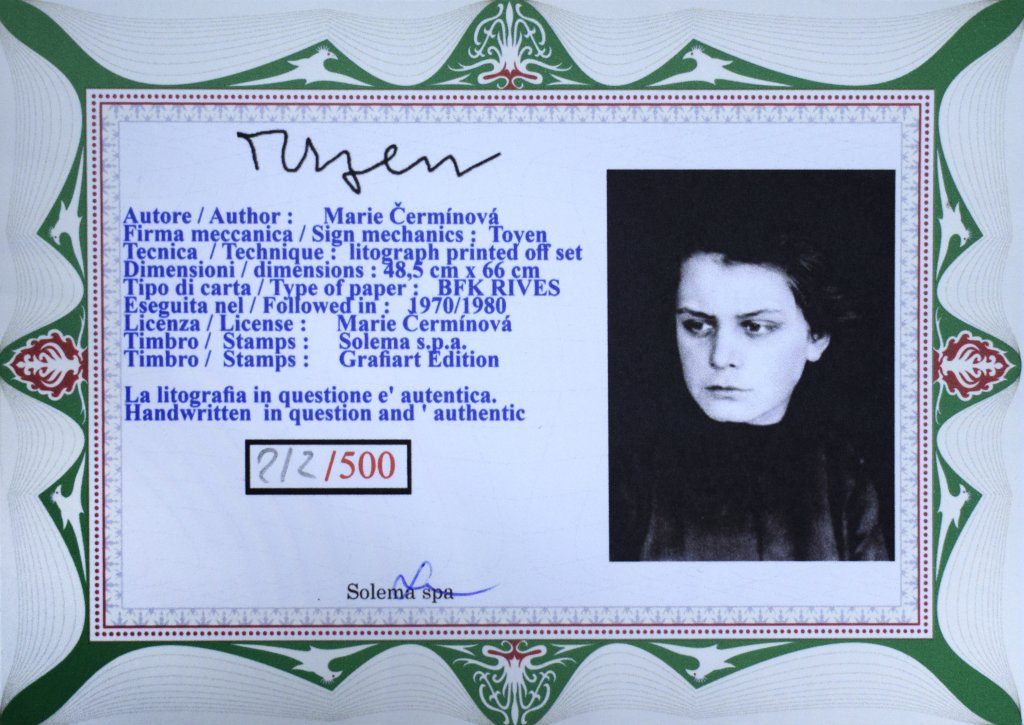 Toyen
Autore / Author : Marie Čermínová
Firma meccanica / Sign mechanics : Toyen
Tecnica / Technique : litograph printed off set
Dimensioni / dimensions : 48,5 cm x 66 cm
Tipo di carta / Type of paper : BFK RIVES
Eseguita nel / Followed in : 1970/1980
Licenza / License : Marie Čermínová
Timbro / Stamps : Solema s.p.a.
Timbro / Stamps : Grafiart Edition
La litografia in questione e' autentica.
Handwritten in question and ' authentic
212/500
Solema spa